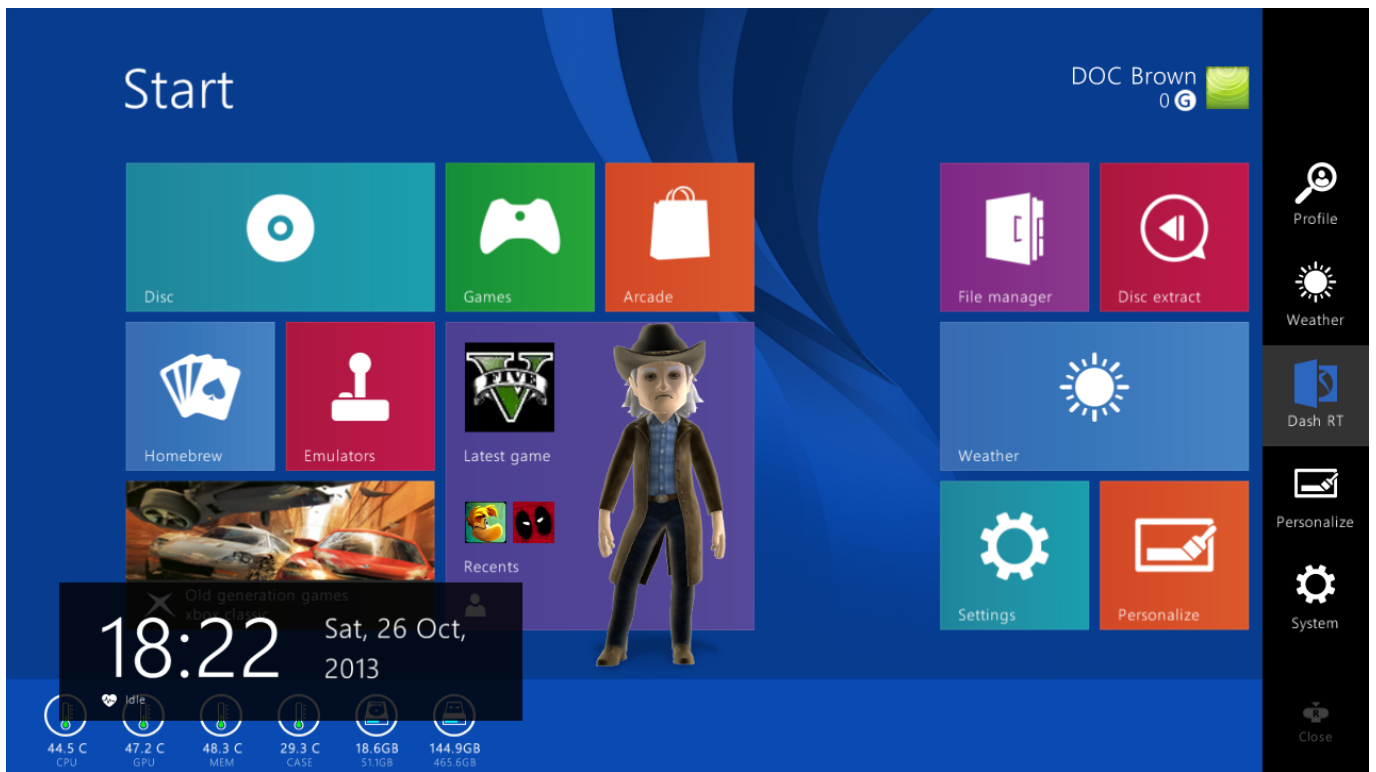 Start
DOC Brown
0 G
Disc
Games
Arcade
File manager
Disc extract
Profile
Weather
Homebrew
Emulators
FIVE
V
Latest game
Recents
Weather
Dash RT
Old generation games
xbox classic
Settings
Personalize
Personalize
System
18:22
Sat, 26 Oct,
2013
Idle
44.5 C
CPU
47.2 C
GPU
48.3 C
MEM
29.3 C
CASE
18.6GB
51.1GB
144.9GB
465.6GB
R
Close